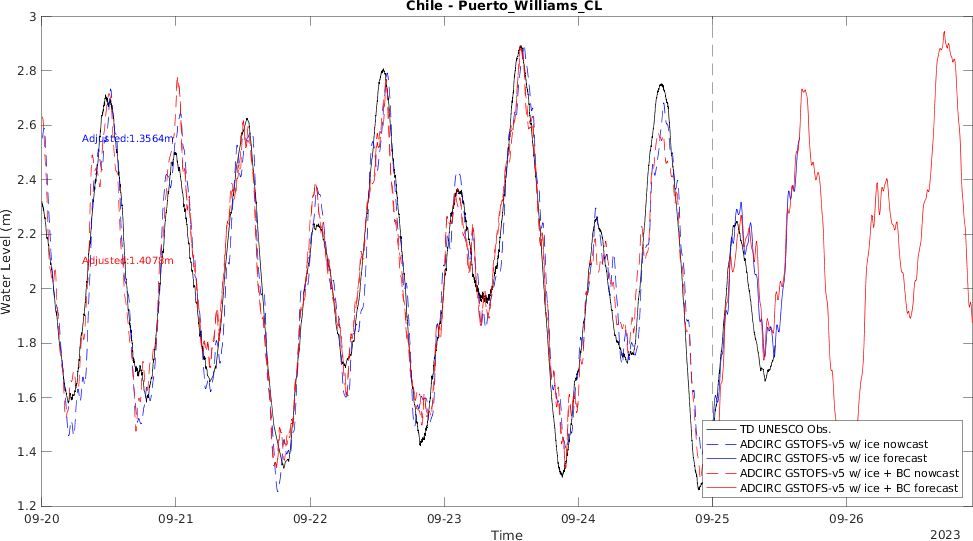 Chile - Puerto_Williams_CL
3
2.8
2.6
2.4
2.2
2
1.8
1.6
1.4
1.2
Water Level (m)
Adjusted:1.3564m
Adjusted:1.4078m
TD UNESCO Obs.
ADCIRC GSTOFS-v5 w/ ice nowcast
ADCIRC GSTOFS-v5 w/ ice forecast
ADCIRC GSTOFS-v5 w/ ice + BC nowcast
ADCIRC GSTOFS-v5 w/ ice + BC forecast
09-20 09-21 09-22 09-23 09-24 09-25 09-26
Time
2023